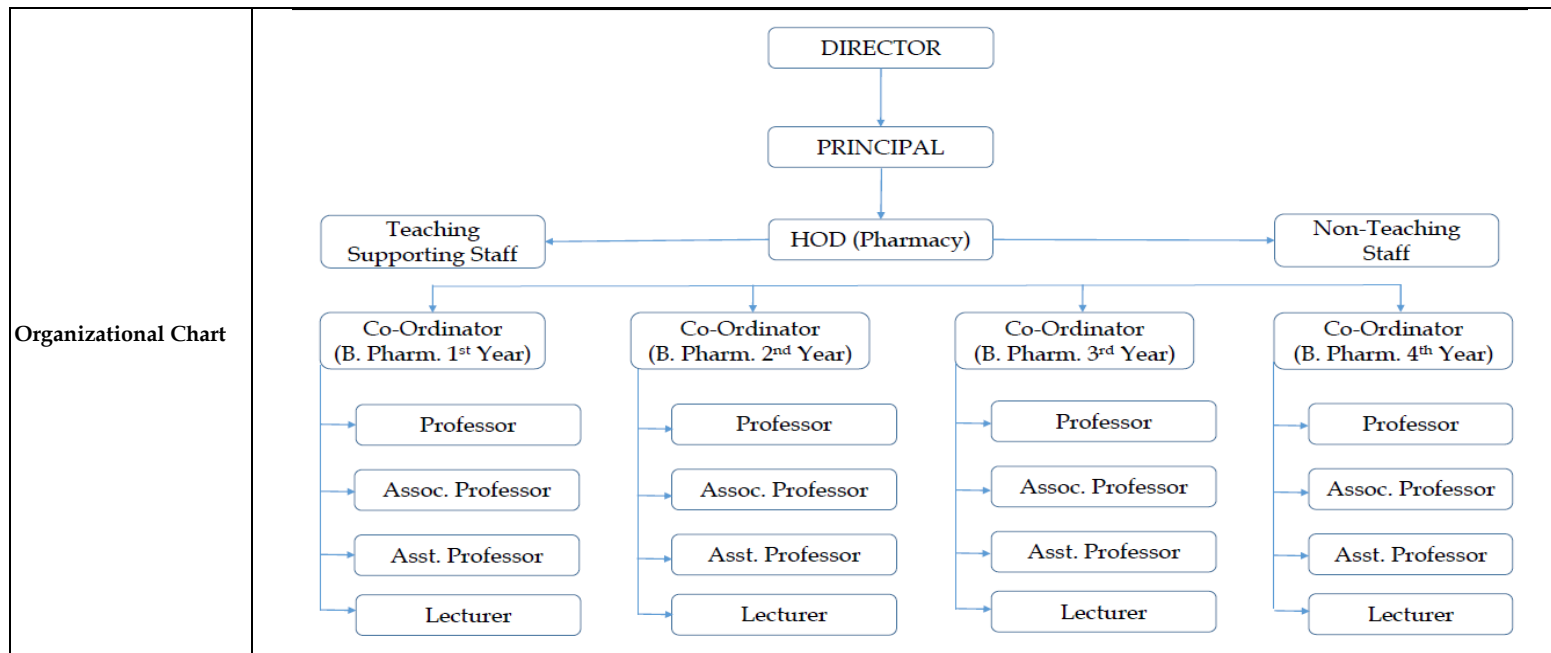 DIRECTOR
PRINCIPAL
Teaching
Supporting Staff
HOD (Pharmacy)
Non-Teaching
Staff
Organizational Chart
Co-Ordinator
(B. Pharm. 1st Year)
Co-Ordinator
(B. Pharm. 2nd Year)
Co-Ordinator
(B. Pharm. 3rd Year)
Co-Ordinator
(B. Pharm. 4th Year)
Professor
Professor
Professor
Professor
Assoc. Professor
Assoc. Professor
Assoc. Professor
Assoc. Professor
Asst. Professor
Asst. Professor
Asst. Professor
Asst. Professor
Lecturer
Lecturer
Lecturer
Lecturer